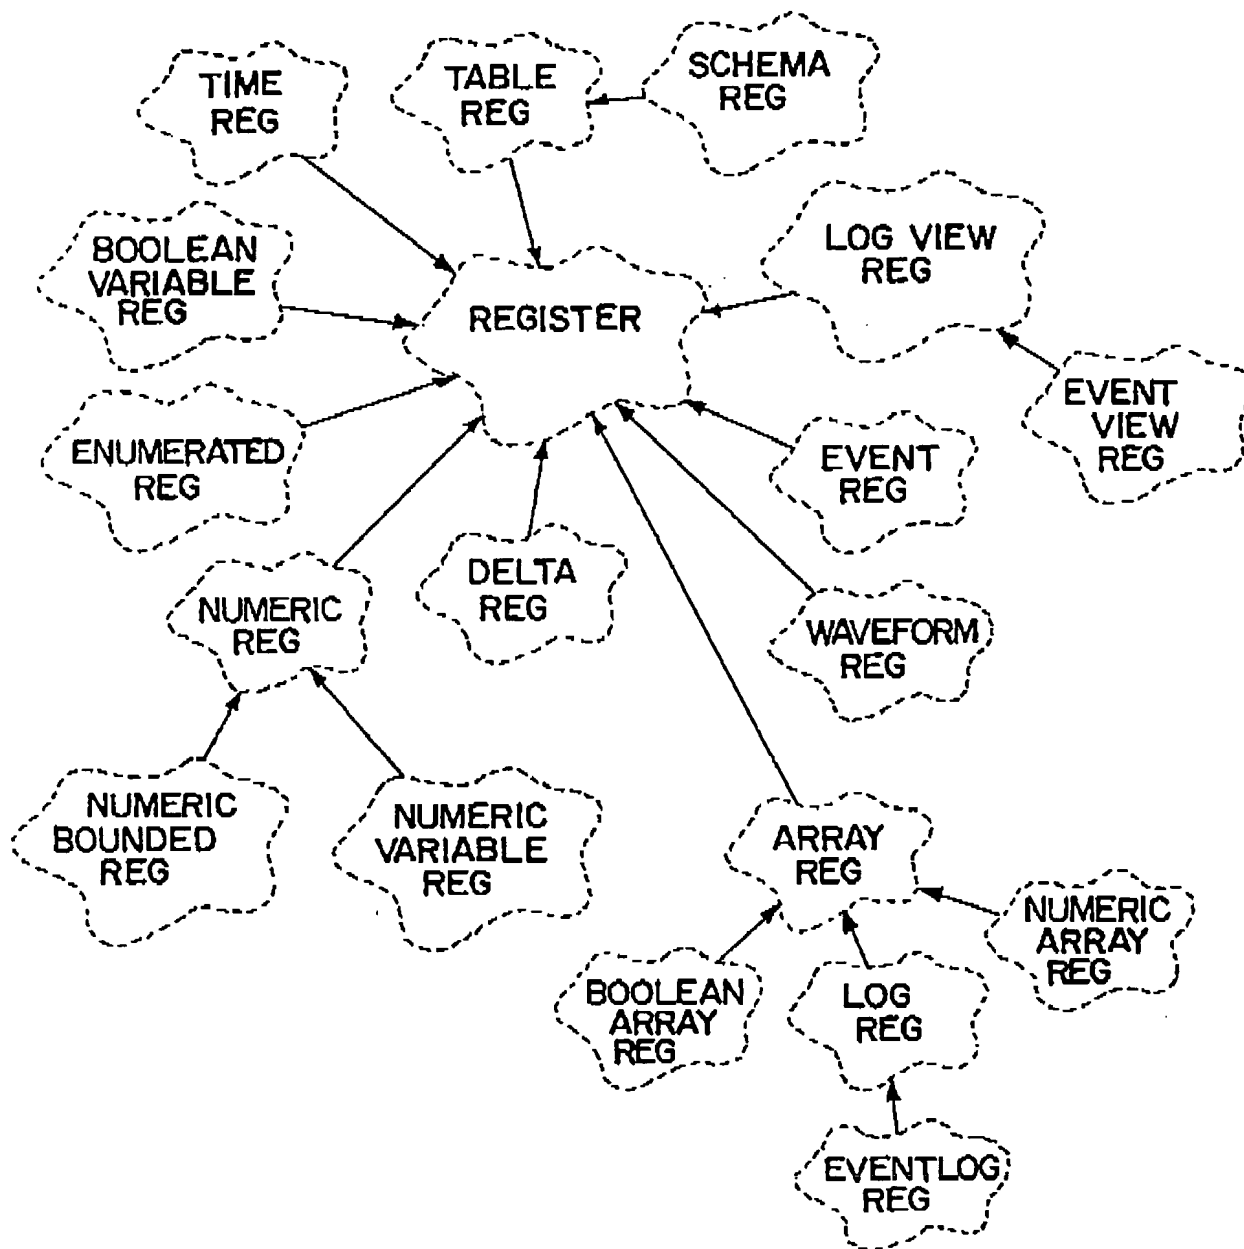 TIME
REG
TABLE
REG
SCHEMA
REG
BOOLEAN
VARIABLE
REG
REGISTER
LOG VIEW
REG
ENUMERATED
REG
EVENT
REG
EVENT
VIEW
REG
NUMERIC
REG
DELTA
REG
WAVEFORM
REG
NUMERIC
BOUNDED
REG
NUMERIC
VARIABLE
REG
ARRAY
REG
NUMERIC
ARRAY
REG
BOOLEAN
ARRAY
REG
LOG
REG
EVENTLOG
REG